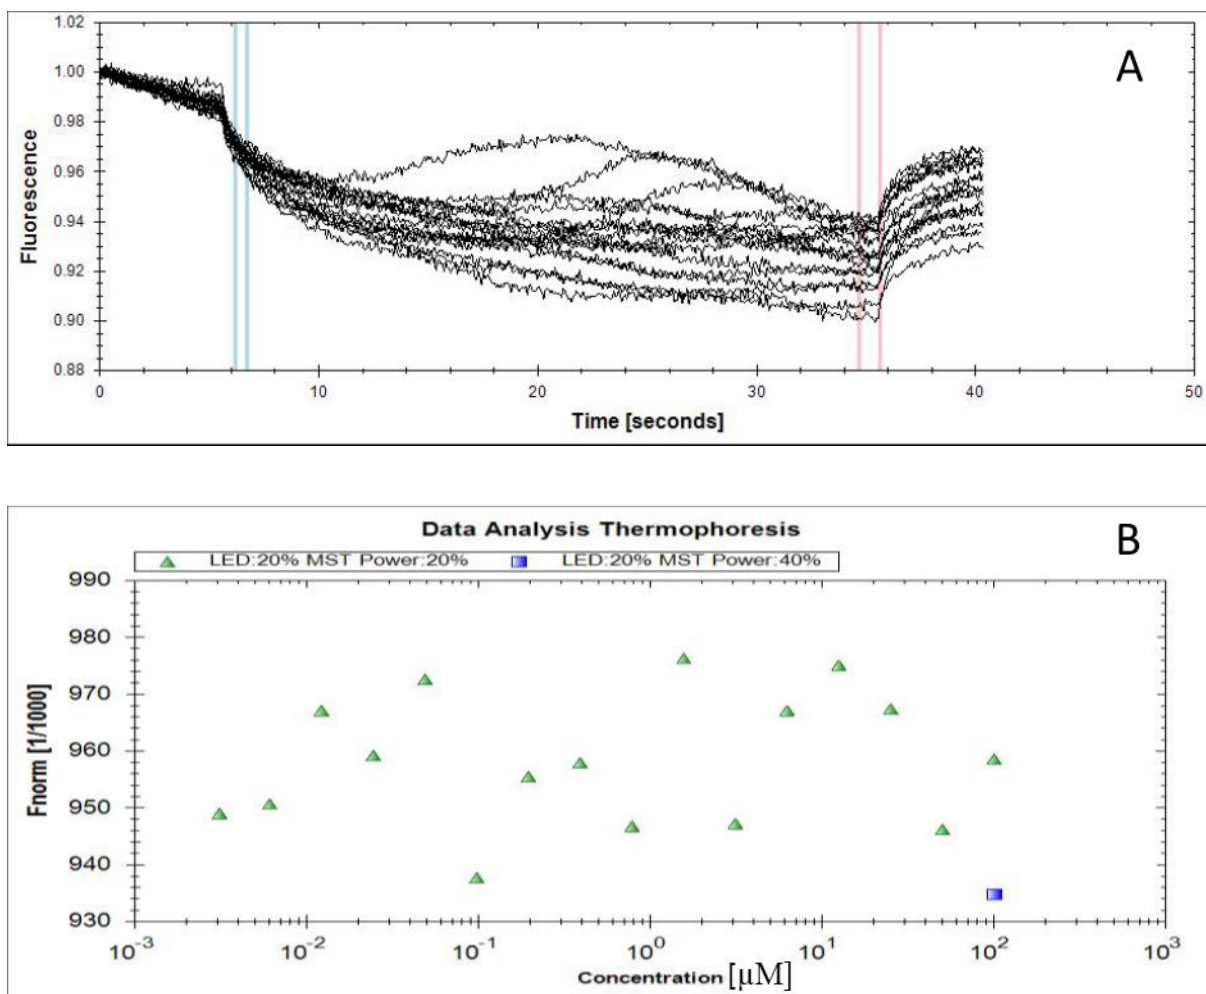 A
1.02
1.00
0.98
0.96
0.94
0.92
0.90
0.88
Fluorescence
0 10 20 30 40 50
Time [seconds]
B
Data Analysis Thermophoresis
LED:20% MST Power:20% LED:20% MST Power:40%
990
980
970
960
950
940
930
Fnorm [1/1000]
10⁻³ 10⁻² 10⁻¹ 10⁰ 10¹ 10² 10³
Concentration [µM]